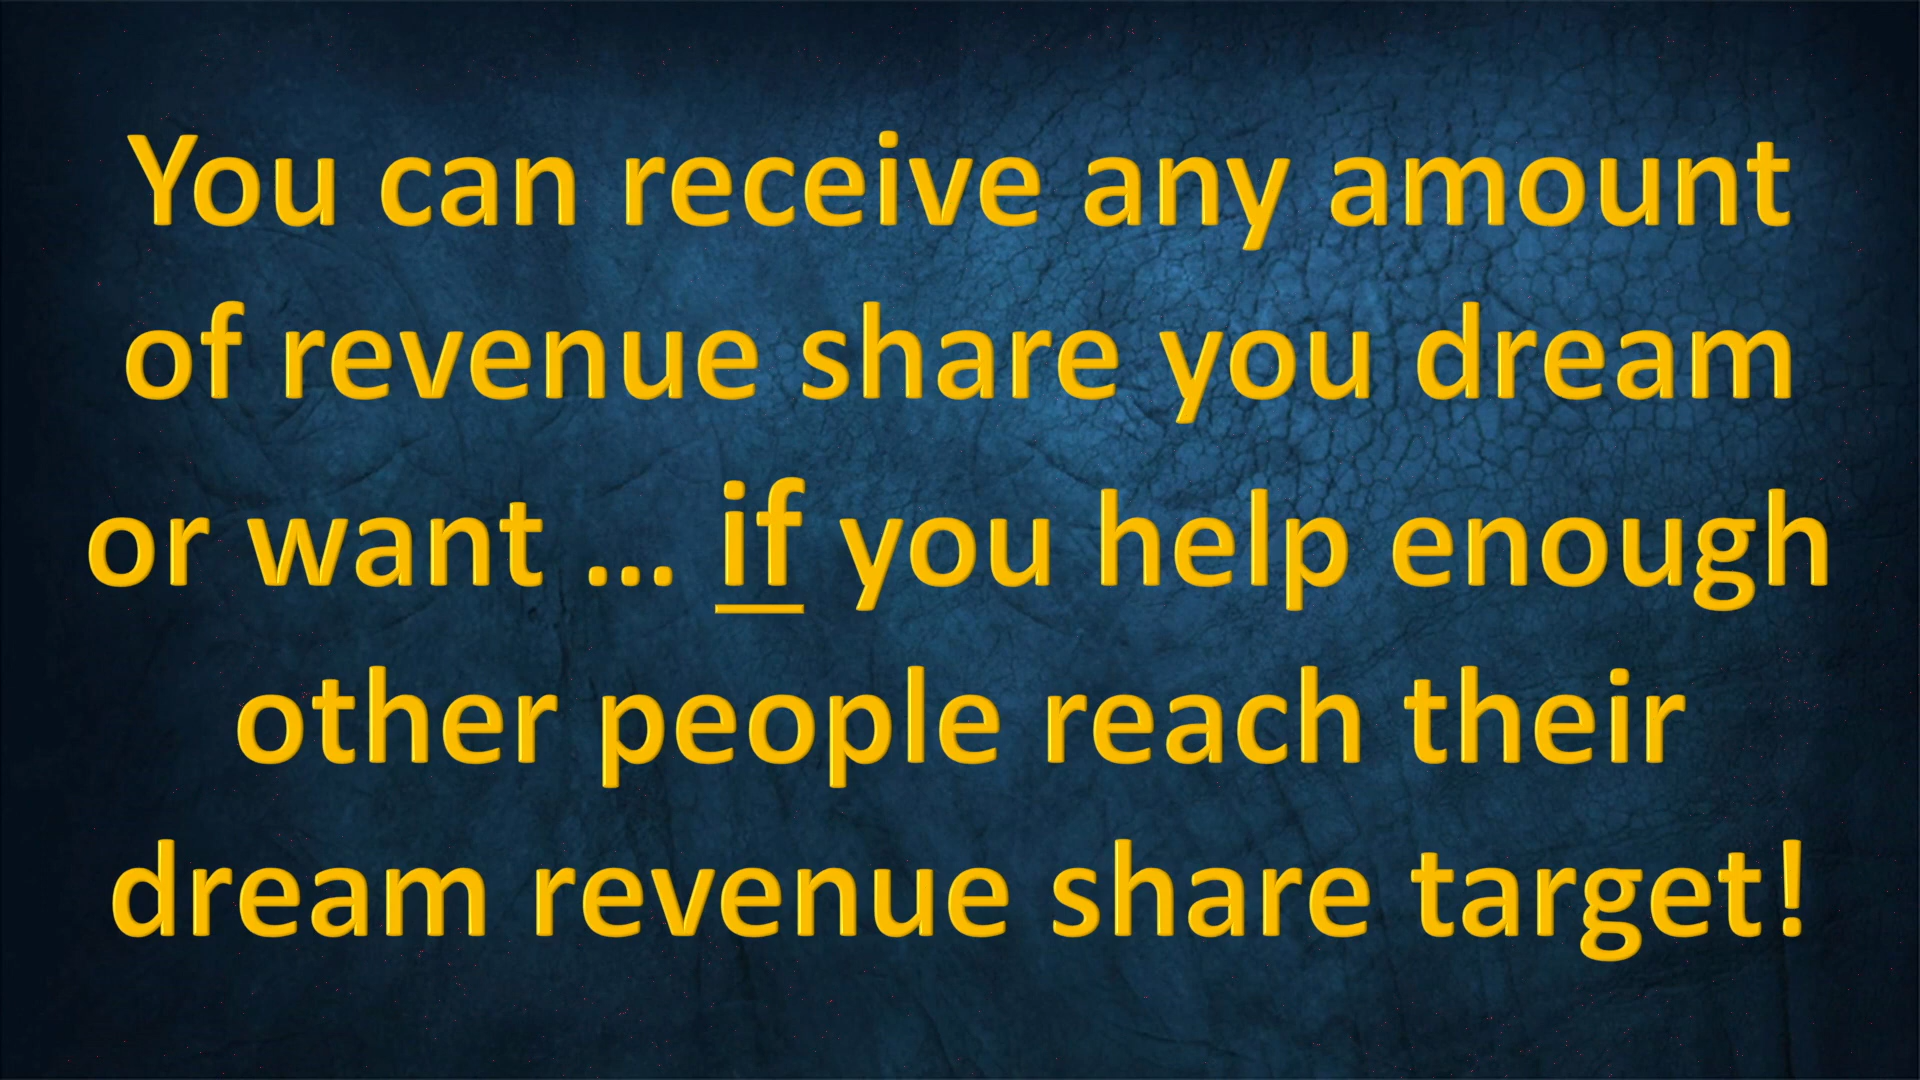 You can receive any amount
of revenue share you dream
or want ... if you help enough
other people reach their
dream revenue share target!